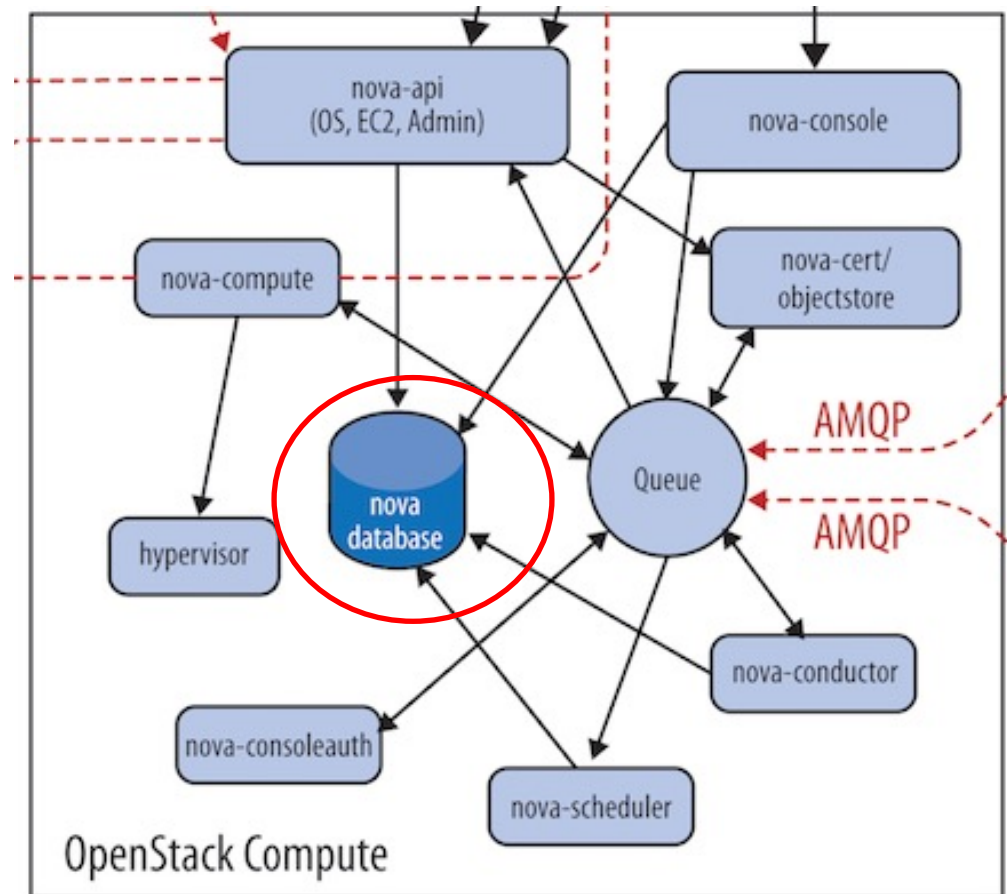 nova-api
(OS, EC2, Admin)
nova-console
nova-compute
nova-cert/
objectstore
AMQP
Queue
nova
database
AMQP
hypervisor
nova-conductor
nova-consoleauth
nova-scheduler
OpenStack Compute